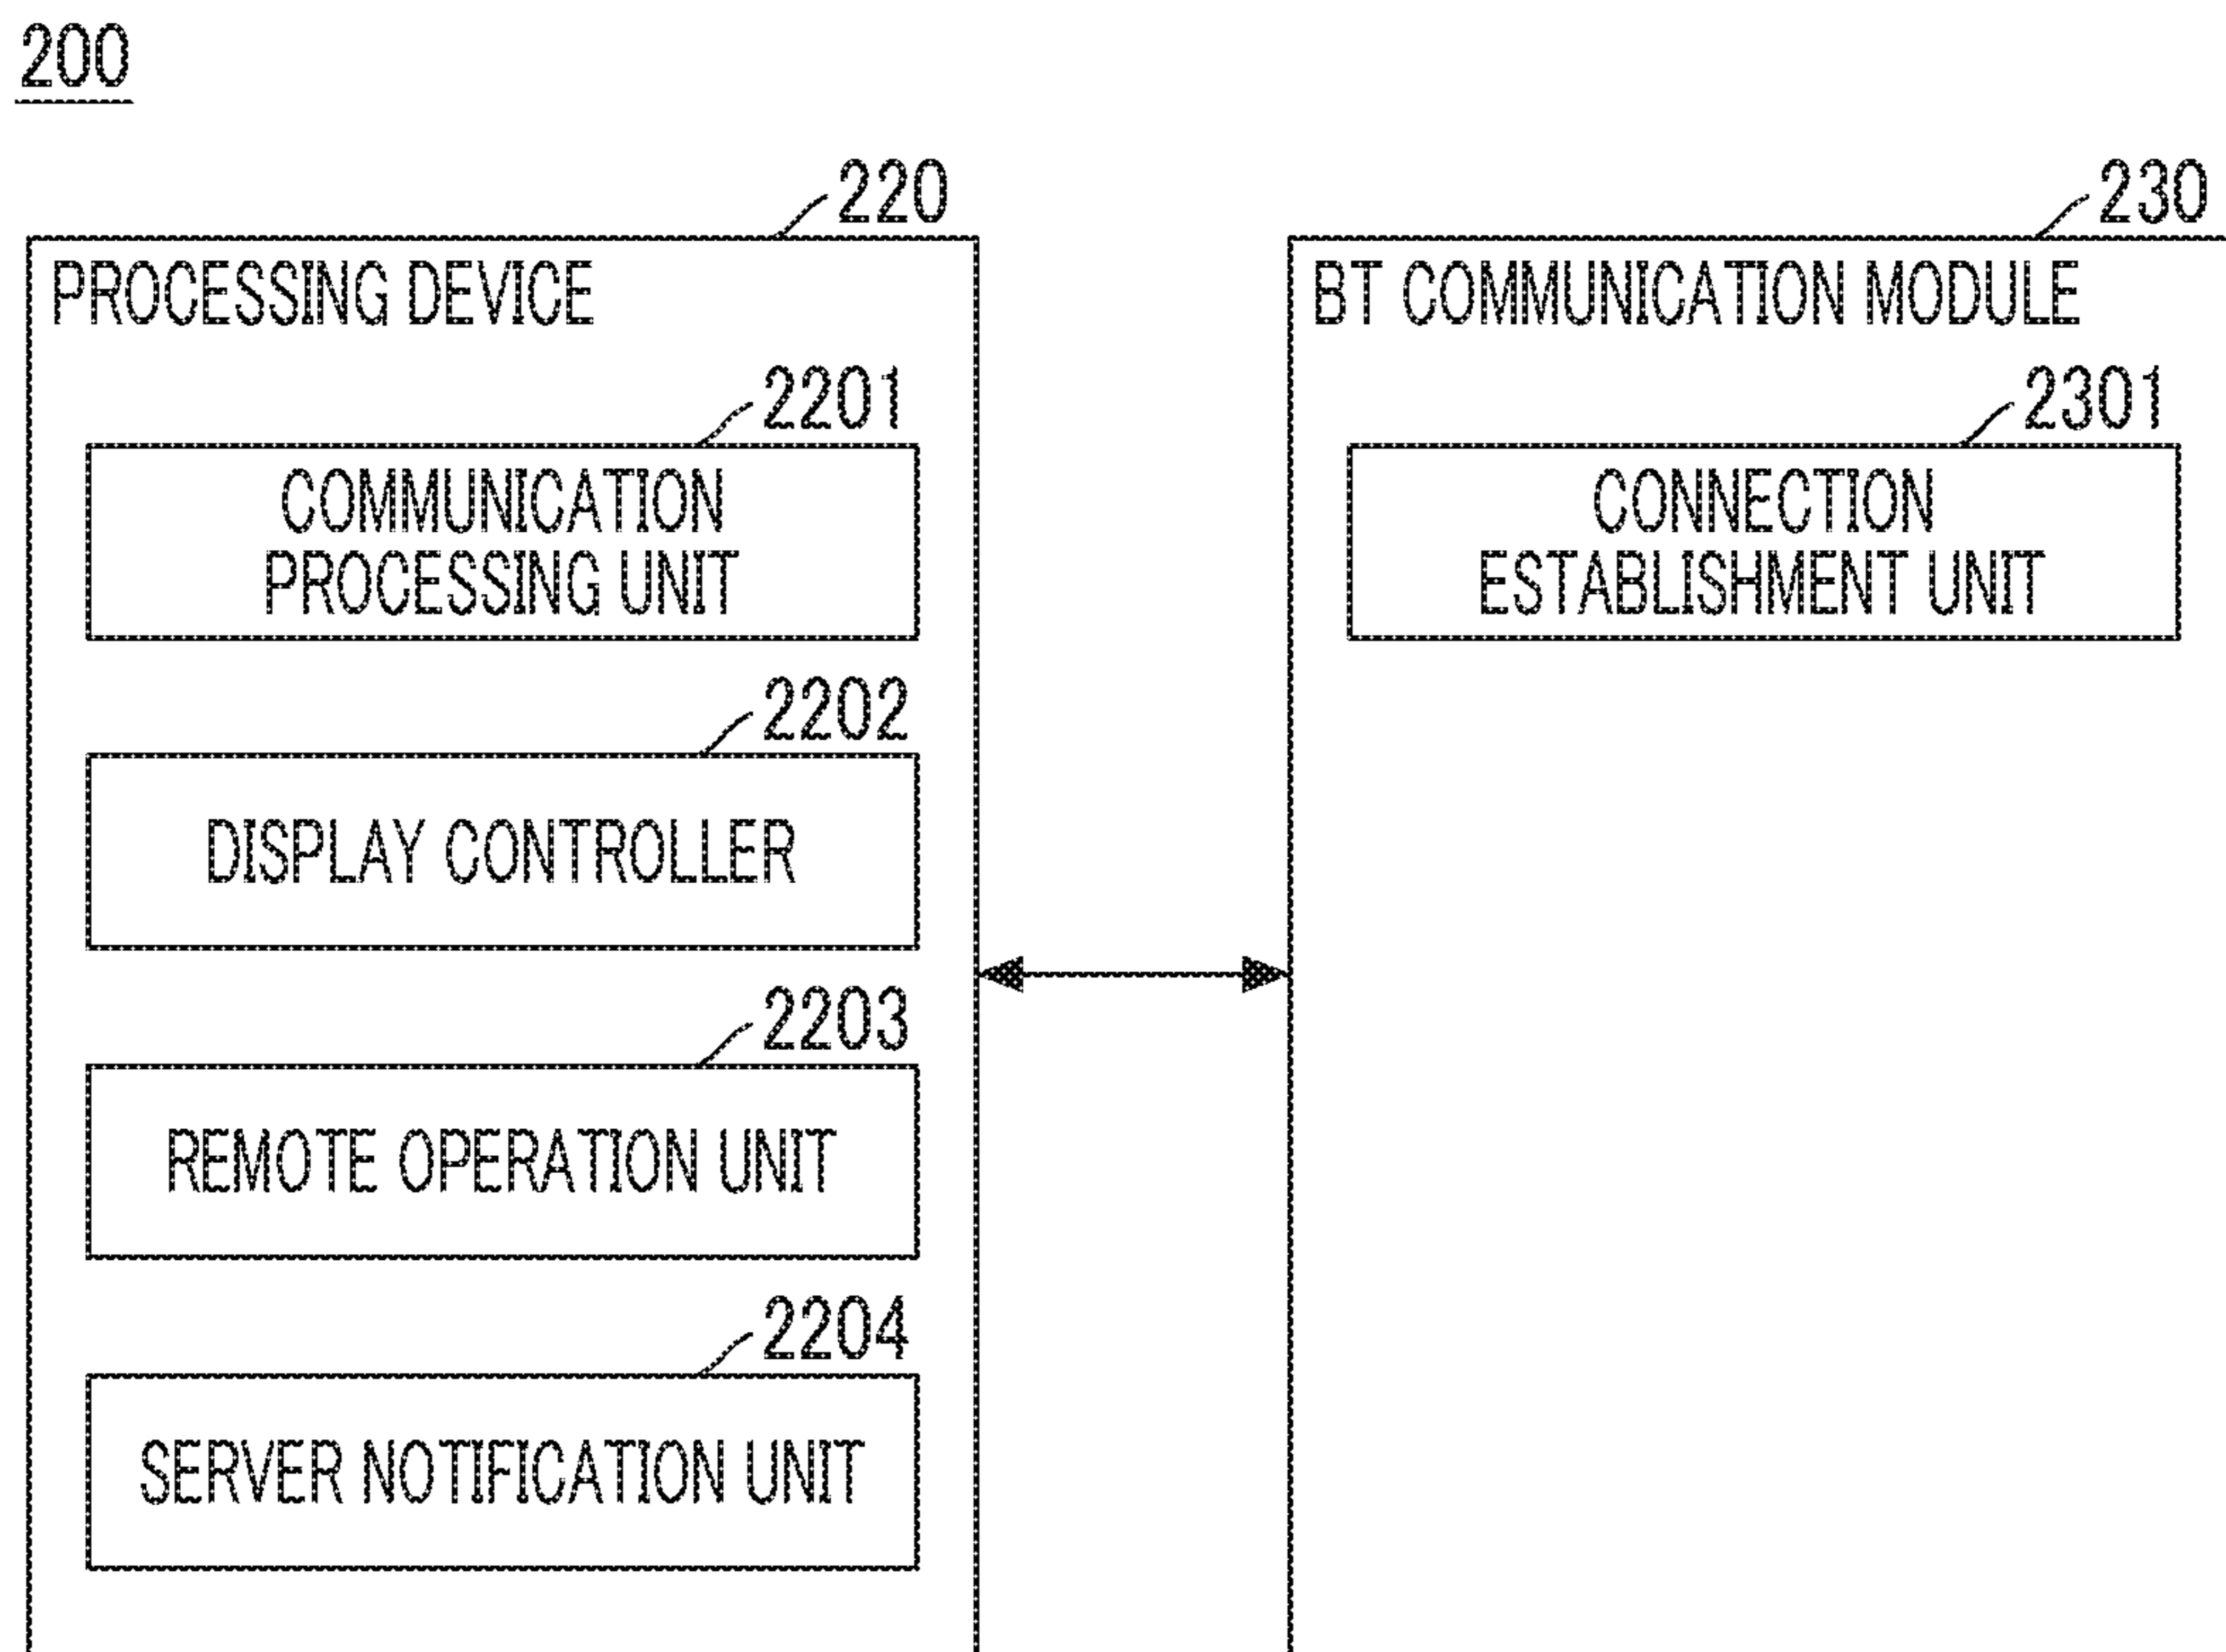 200
220
PROCESSING DEVICE
2201
COMMUNICATION
PROCESSING UNIT
2202
DISPLAY CONTROLLER
2203
REMOTE OPERATION UNIT
2204
SERVER NOTIFICATION UNIT
230
BT COMMUNICATION MODULE
2301
CONNECTION
ESTABLISHMENT UNIT